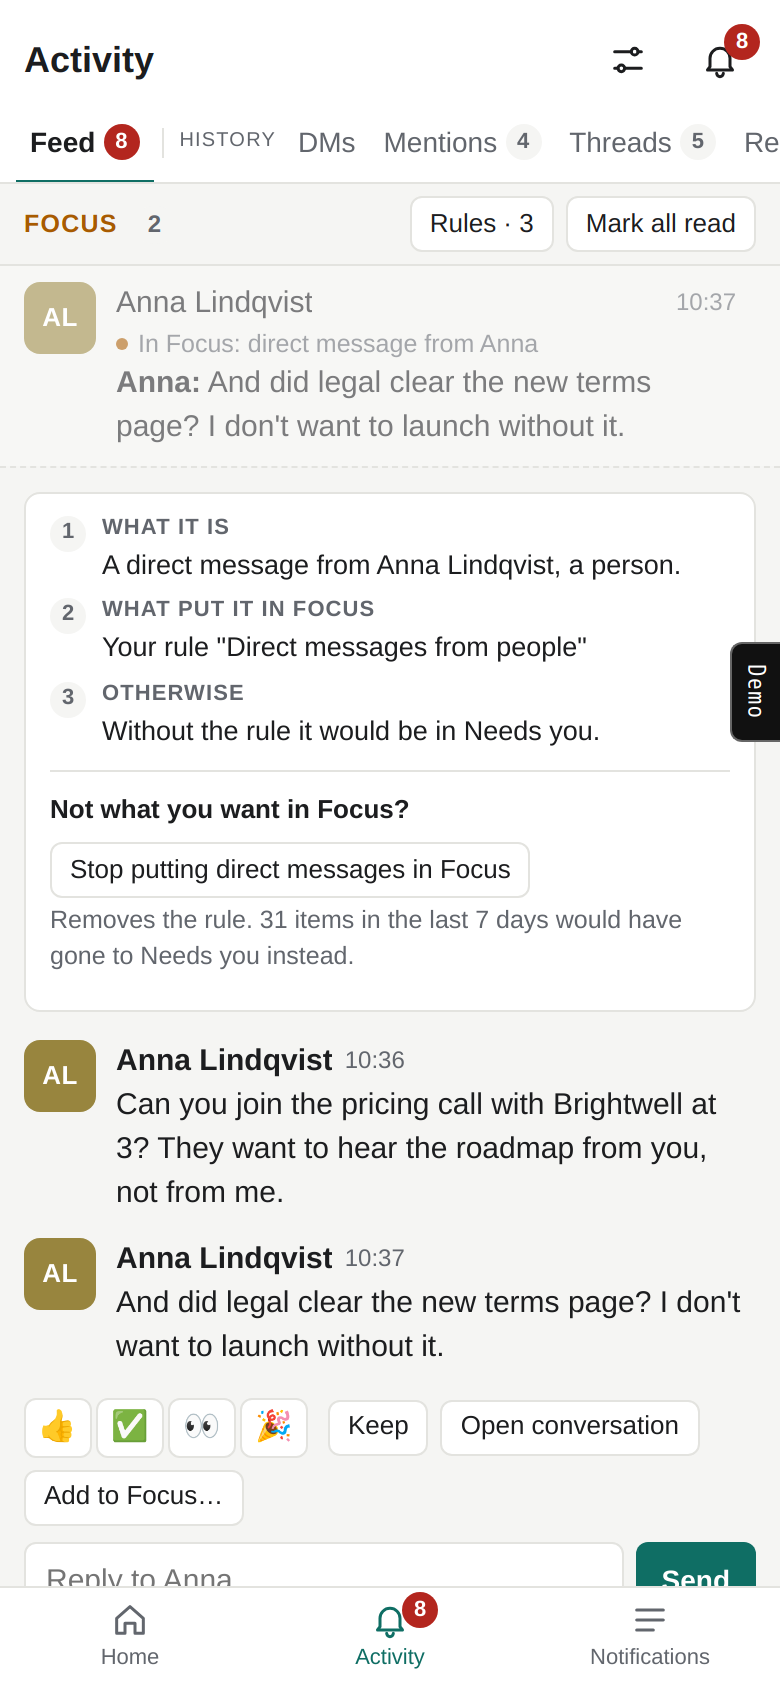 Activity
8
Feed 8
HISTORY
DMs
Mentions 4
Threads 5
Re
FOCUS 2
Rules · 3
Mark all read
AL
Anna Lindqvist
10:37
In Focus: direct message from Anna
Anna: And did legal clear the new terms
page? I don't want to launch without it.
1 WHAT IT IS
A direct message from Anna Lindqvist, a person.
2 WHAT PUT IT IN FOCUS
Your rule "Direct messages from people"
3 OTHERWISE
Without the rule it would be in Needs you.
Demo
Not what you want in Focus?
Stop putting direct messages in Focus
Removes the rule. 31 items in the last 7 days would have
gone to Needs you instead.
AL
Anna Lindqvist 10:36
Can you join the pricing call with Brightwell at
3? They want to hear the roadmap from you,
not from me.
AL
Anna Lindqvist 10:37
And did legal clear the new terms page? I don't
want to launch without it.
Keep
Open conversation
Add to Focus…
Reply to Anna
Send
Home
8
Activity
Notifications